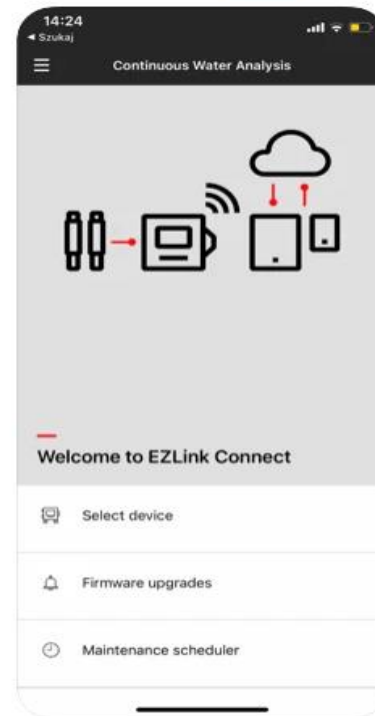 14:24
Szukaj
Continuous Water Analysis
Welcome to EZLink Connect
Select device
Firmware upgrades
Maintenance scheduler